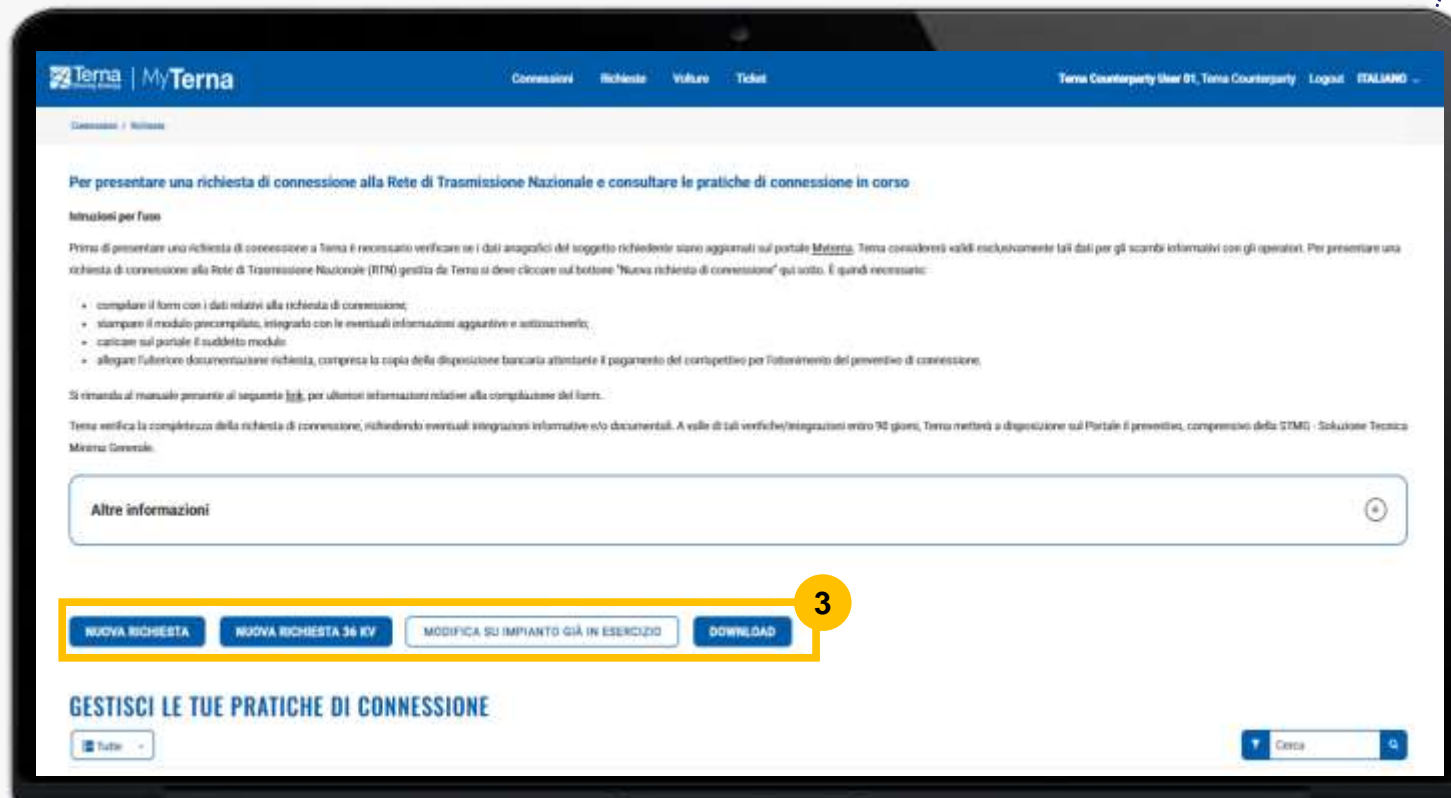 Terna | MyTerna
Connessioni Richieste Volture Ticket
Terna Counterparty User 01, Terna Counterparty Logout ITALIANO
Connessioni / Richieste
Per presentare una richiesta di connessione alla Rete di Trasmissione Nazionale e consultare le pratiche di connessione in corso
Istruzioni per l'uso
Prima di presentare una richiesta di connessione a Terna è necessario verificare se i dati anagrafici del soggetto richiedente siano aggiornati sul portale Myterna. Terna considererà validi esclusivamente tali dati per gli scambi informativi con gli operatori. Per presentare una
richiesta di connessione alla Rete di Trasmissione Nazionale (RTN) gestita da Terna si deve cliccare sul bottone "Nuova richiesta di connessione" qui sotto. È quindi necessario:
• compilare il form con i dati relativi alla richiesta di connessione;
• stampare il modulo precompilato, integrarlo con le eventuali informazioni aggiuntive e sottoscriverlo;
• caricare sul portale il suddetto modulo
• allegare l'ulteriore documentazione richiesta, compresa la copia della disposizione bancaria attestante il pagamento del corrispettivo per l'ottenimento del preventivo di connessione.
Si rimanda al manuale presente al seguente link, per ulteriori informazioni relative alla compilazione del form.
Terna verifica la completezza della richiesta di connessione, richiedendo eventuali integrazioni informative e/o documentali. A valle di tali verifiche/integrazioni entro 90 giorni, Terna metterà a disposizione sul Portale il preventivo, comprensivo della STMG - Soluzione Tecnica
Minima Generale.
Altre informazioni
3
NUOVA RICHIESTA NUOVA RICHIESTA 36 KV MODIFICA SU IMPIANTO GIÀ IN ESERCIZIO DOWNLOAD
GESTISCI LE TUE PRATICHE DI CONNESSIONE
Tutte Cerca